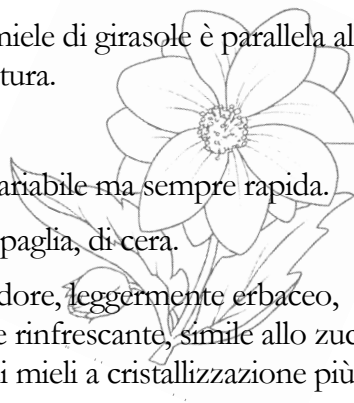 miele di girasole è parallela al
tura.
ariabile ma sempre rapida.
paglia, di cera.
dore, leggermente erbaceo,
e rinfrescante, simile allo zuc
i mieli a cristallizzazione più